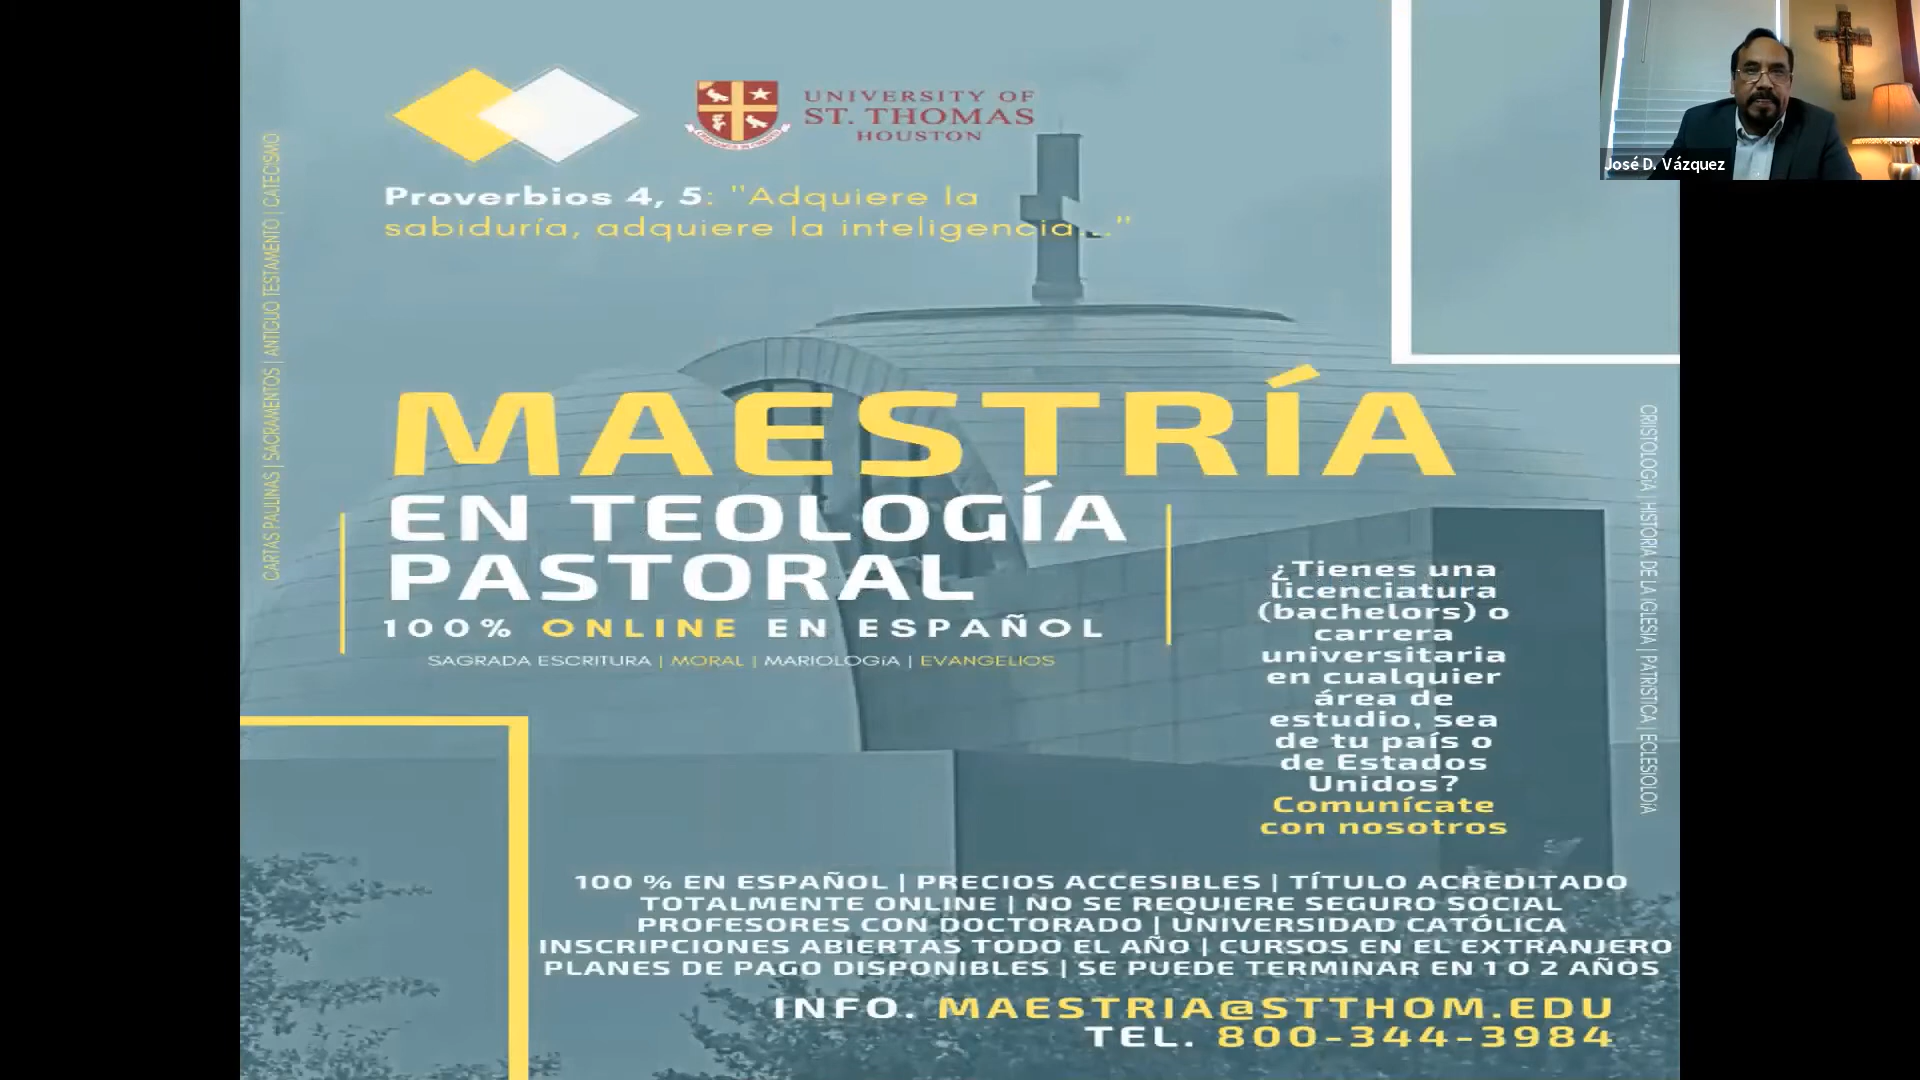 UNIVERSITY OF
ST. THOMAS
HOUSTON
José D. Vázquez
Proverbios 4, 5: "Adquiere la
sabiduría, adquiere la inteligencia..."
CARTAS PAULINAS | SACRAMENTOS | ANTIGUO TESTAMENTO | CATECISMO
MAESTRÍA
EN TEOLOGÍA
PASTORAL
100% ONLINE EN ESPAÑOL
SAGRADA ESCRITURA | MORAL | MARIOLOGíA | EVANGELIOS
¿Tienes una
licenciatura
(bachelors) o
carrera
universitaria
en cualquier
área de
estudio, sea
de tu país o
de Estados
Unidos?
Comunícate
con nosotros
CRISTOLOGíA | HISTORIA DE LA IGLESIA | PATRISTICA | ECLESIOLOíA
100 % EN ESPAÑOL | PRECIOS ACCESIBLES | TÍTULO ACREDITADO
TOTALMENTE ONLINE | NO SE REQUIERE SEGURO SOCIAL
PROFESORES CON DOCTORADO | UNIVERSIDAD CATÓLICA
INSCRIPCIONES ABIERTAS TODO EL AÑO | CURSOS EN EL EXTRANJERO
PLANES DE PAGO DISPONIBLES | SE PUEDE TERMINAR EN 1 O 2 AÑOS
INFO. MAESTRIA@STTHOM.EDU
TEL. 800-344-3984